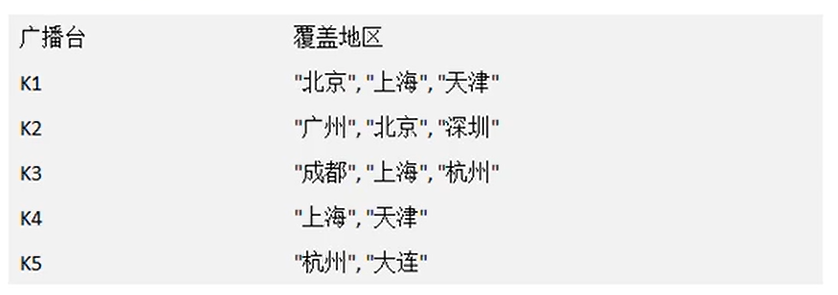 广播台 覆盖地区
K1 "北京", "上海", "天津"
K2 "广州", "北京", "深圳"
K3 "成都", "上海", "杭州"
K4 "上海", "天津"
K5 "杭州", "大连"